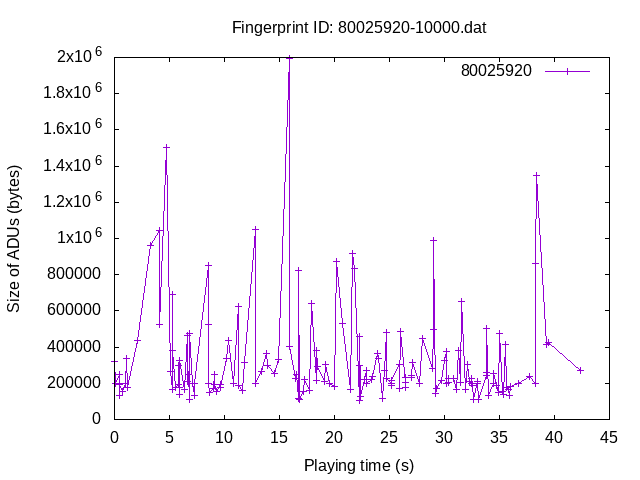 Fingerprint ID: 80025920-10000.dat
80025920
2x10^6
1.8x10^6
1.6x10^6
1.4x10^6
1.2x10^6
1x10^6
800000
600000
400000
200000
0
Size of ADUs (bytes)
0 5 10 15 20 25 30 35 40 45
Playing time (s)